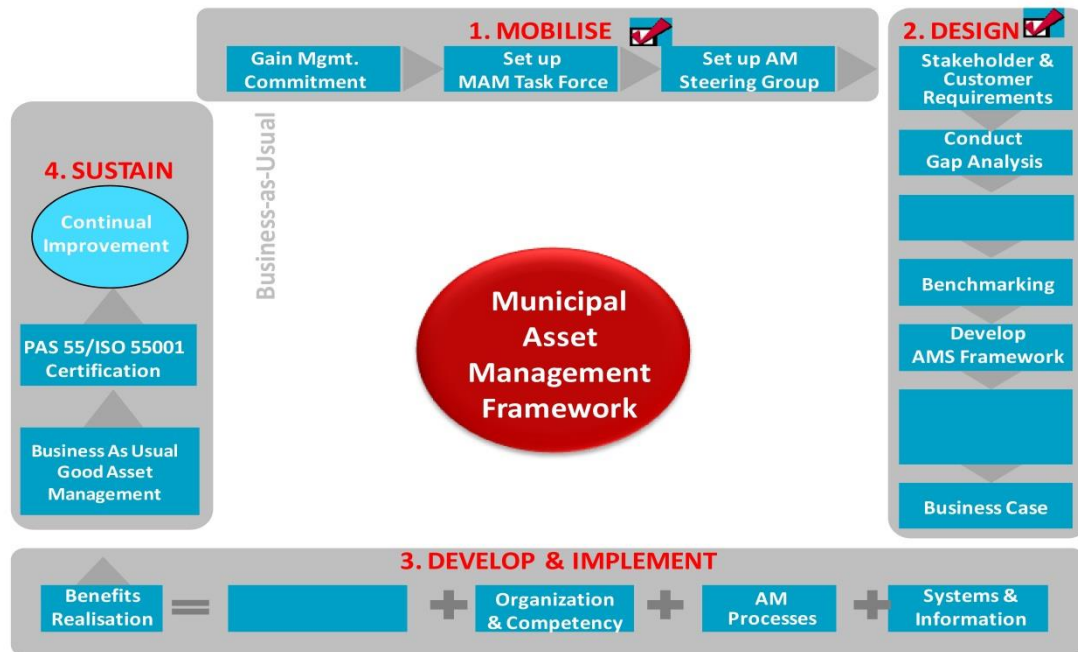 1. MOBILISE
Gain Mgmt.
Commitment
Set up
MAM Task Force
Set up AM
Steering Group
2. DESIGN
Stakeholder &
Customer
Requirements
Conduct
Gap Analysis
Benchmarking
Develop
AMS Framework
Business Case
3. DEVELOP & IMPLEMENT
Benefits
Realisation
=
+
Organization
& Competency
+
AM
Processes
+
Systems &
Information
4. SUSTAIN
Continual
Improvement
PAS 55/ISO 55001
Certification
Business As Usual
Good Asset
Management
Business-as-Usual
Municipal
Asset
Management
Framework